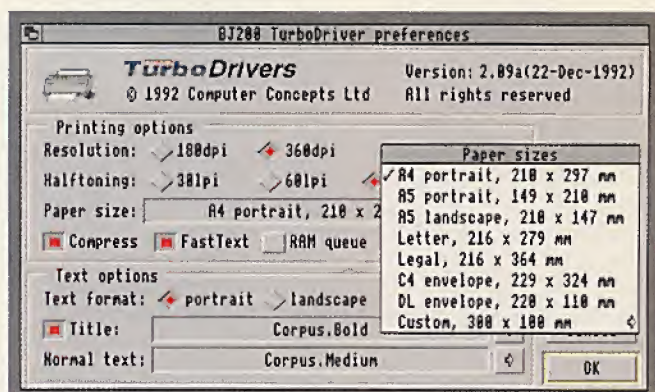 BJ200 TurboDriver preferences
TurboDrivers
Version: 2.09a(22-Dec-1992)
© 1992 Computer Concepts Ltd
All rights reserved
Printing options
Resolution: 180dpi 360dpi
Halftoning: 30lpi 60lpi
Paper size: A4 portrait, 210 x 2
Compress FastText RAM queue
Paper sizes
A4 portrait, 210 x 297 mm
A5 portrait, 149 x 210 mm
A5 landscape, 210 x 147 mm
Letter, 216 x 279 mm
Legal, 216 x 364 mm
C4 envelope, 229 x 324 mm
DL envelope, 220 x 110 mm
Custom, 300 x 100 mm
Text options
Text format: portrait landscape
Title: Corpus.Bold
Normal text: Corpus.Medium
OK